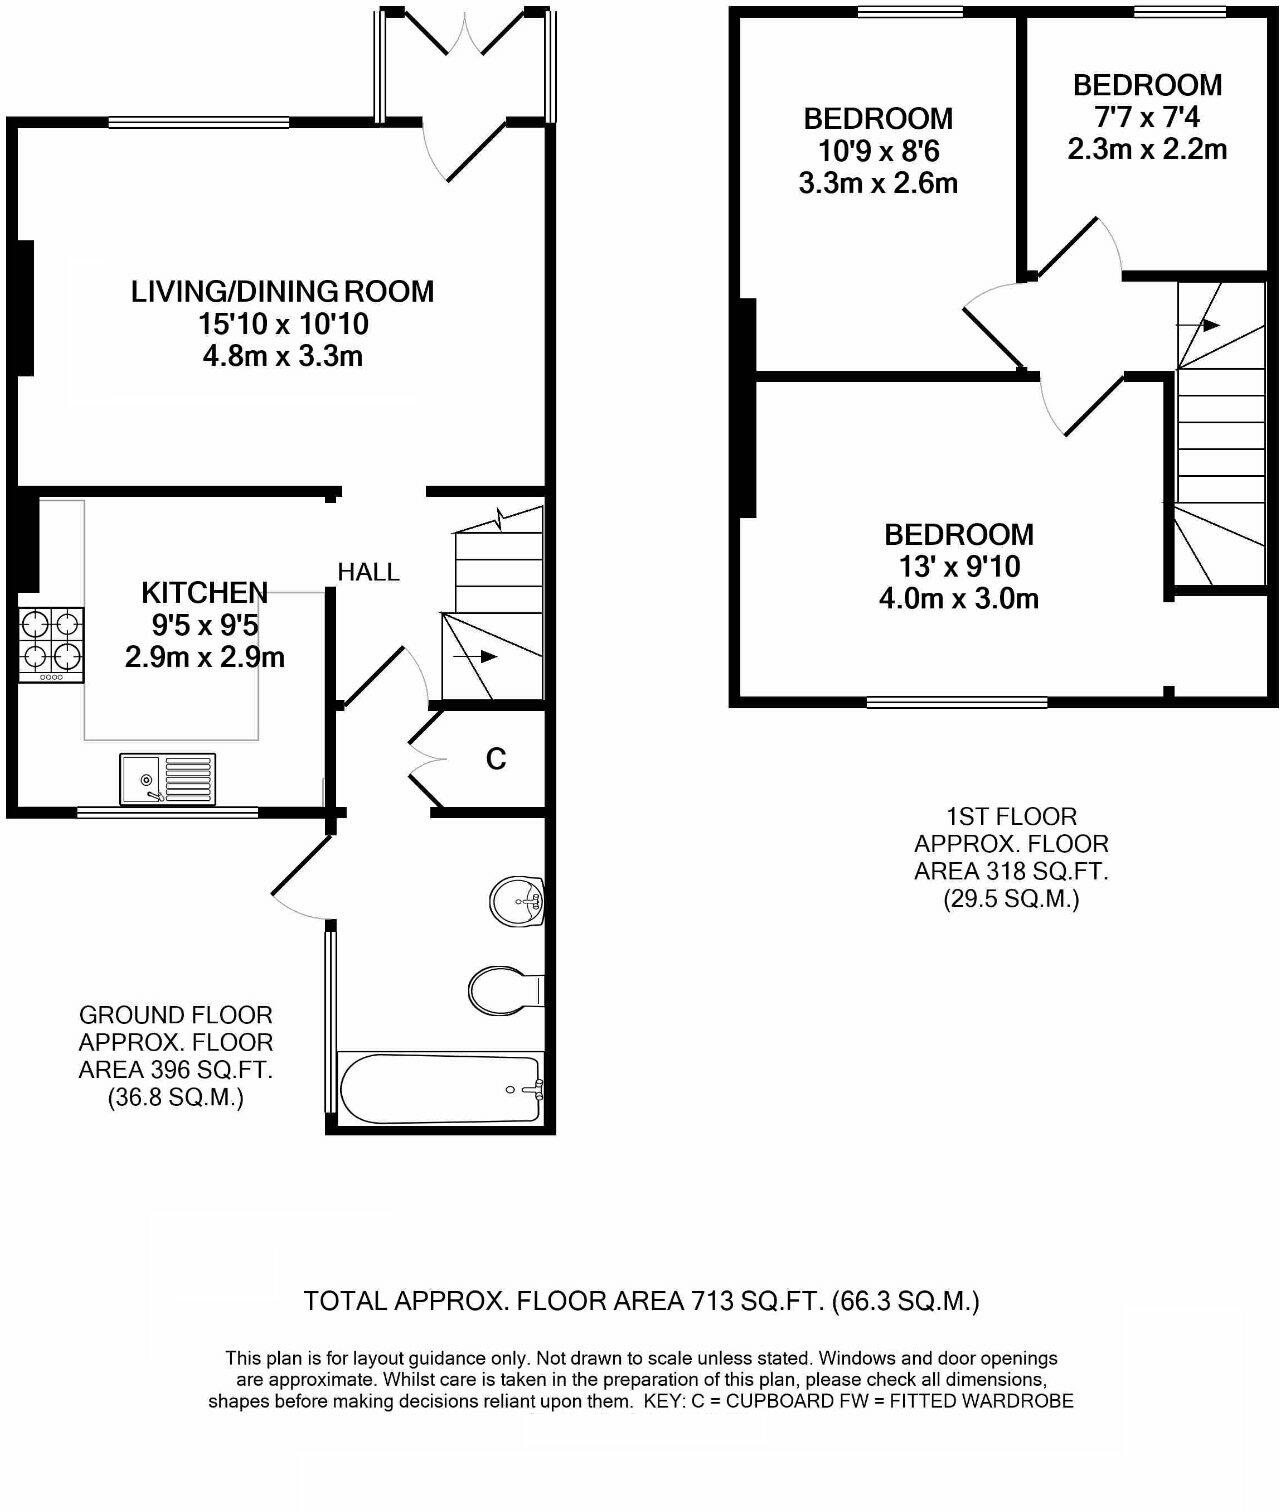 BEDROOM
7'7 x 7'4
2.3m x 2.2m
BEDROOM
10'9 x 8'6
3.3m x 2.6m
LIVING/DINING ROOM
15'10 x 10'10
4.8m x 3.3m
BEDROOM
13' x 9'10
4.0m x 3.0m
HALL
KITCHEN
9'5 x 9'5
2.9m x 2.9m
C
1ST FLOOR
APPROX. FLOOR
AREA 318 SQ.FT.
(29.5 SQ.M.)
GROUND FLOOR
APPROX. FLOOR
AREA 396 SQ.FT.
(36.8 SQ.M.)
TOTAL APPROX. FLOOR AREA 713 SQ.FT. (66.3 SQ.M.)
This plan is for layout guidance only. Not drawn to scale unless stated. Windows and door openings
are approximate. Whilst care is taken in the preparation of this plan, please check all dimensions,
shapes before making decisions reliant upon them. KEY: C = CUPBOARD FW = FITTED WARDROBE